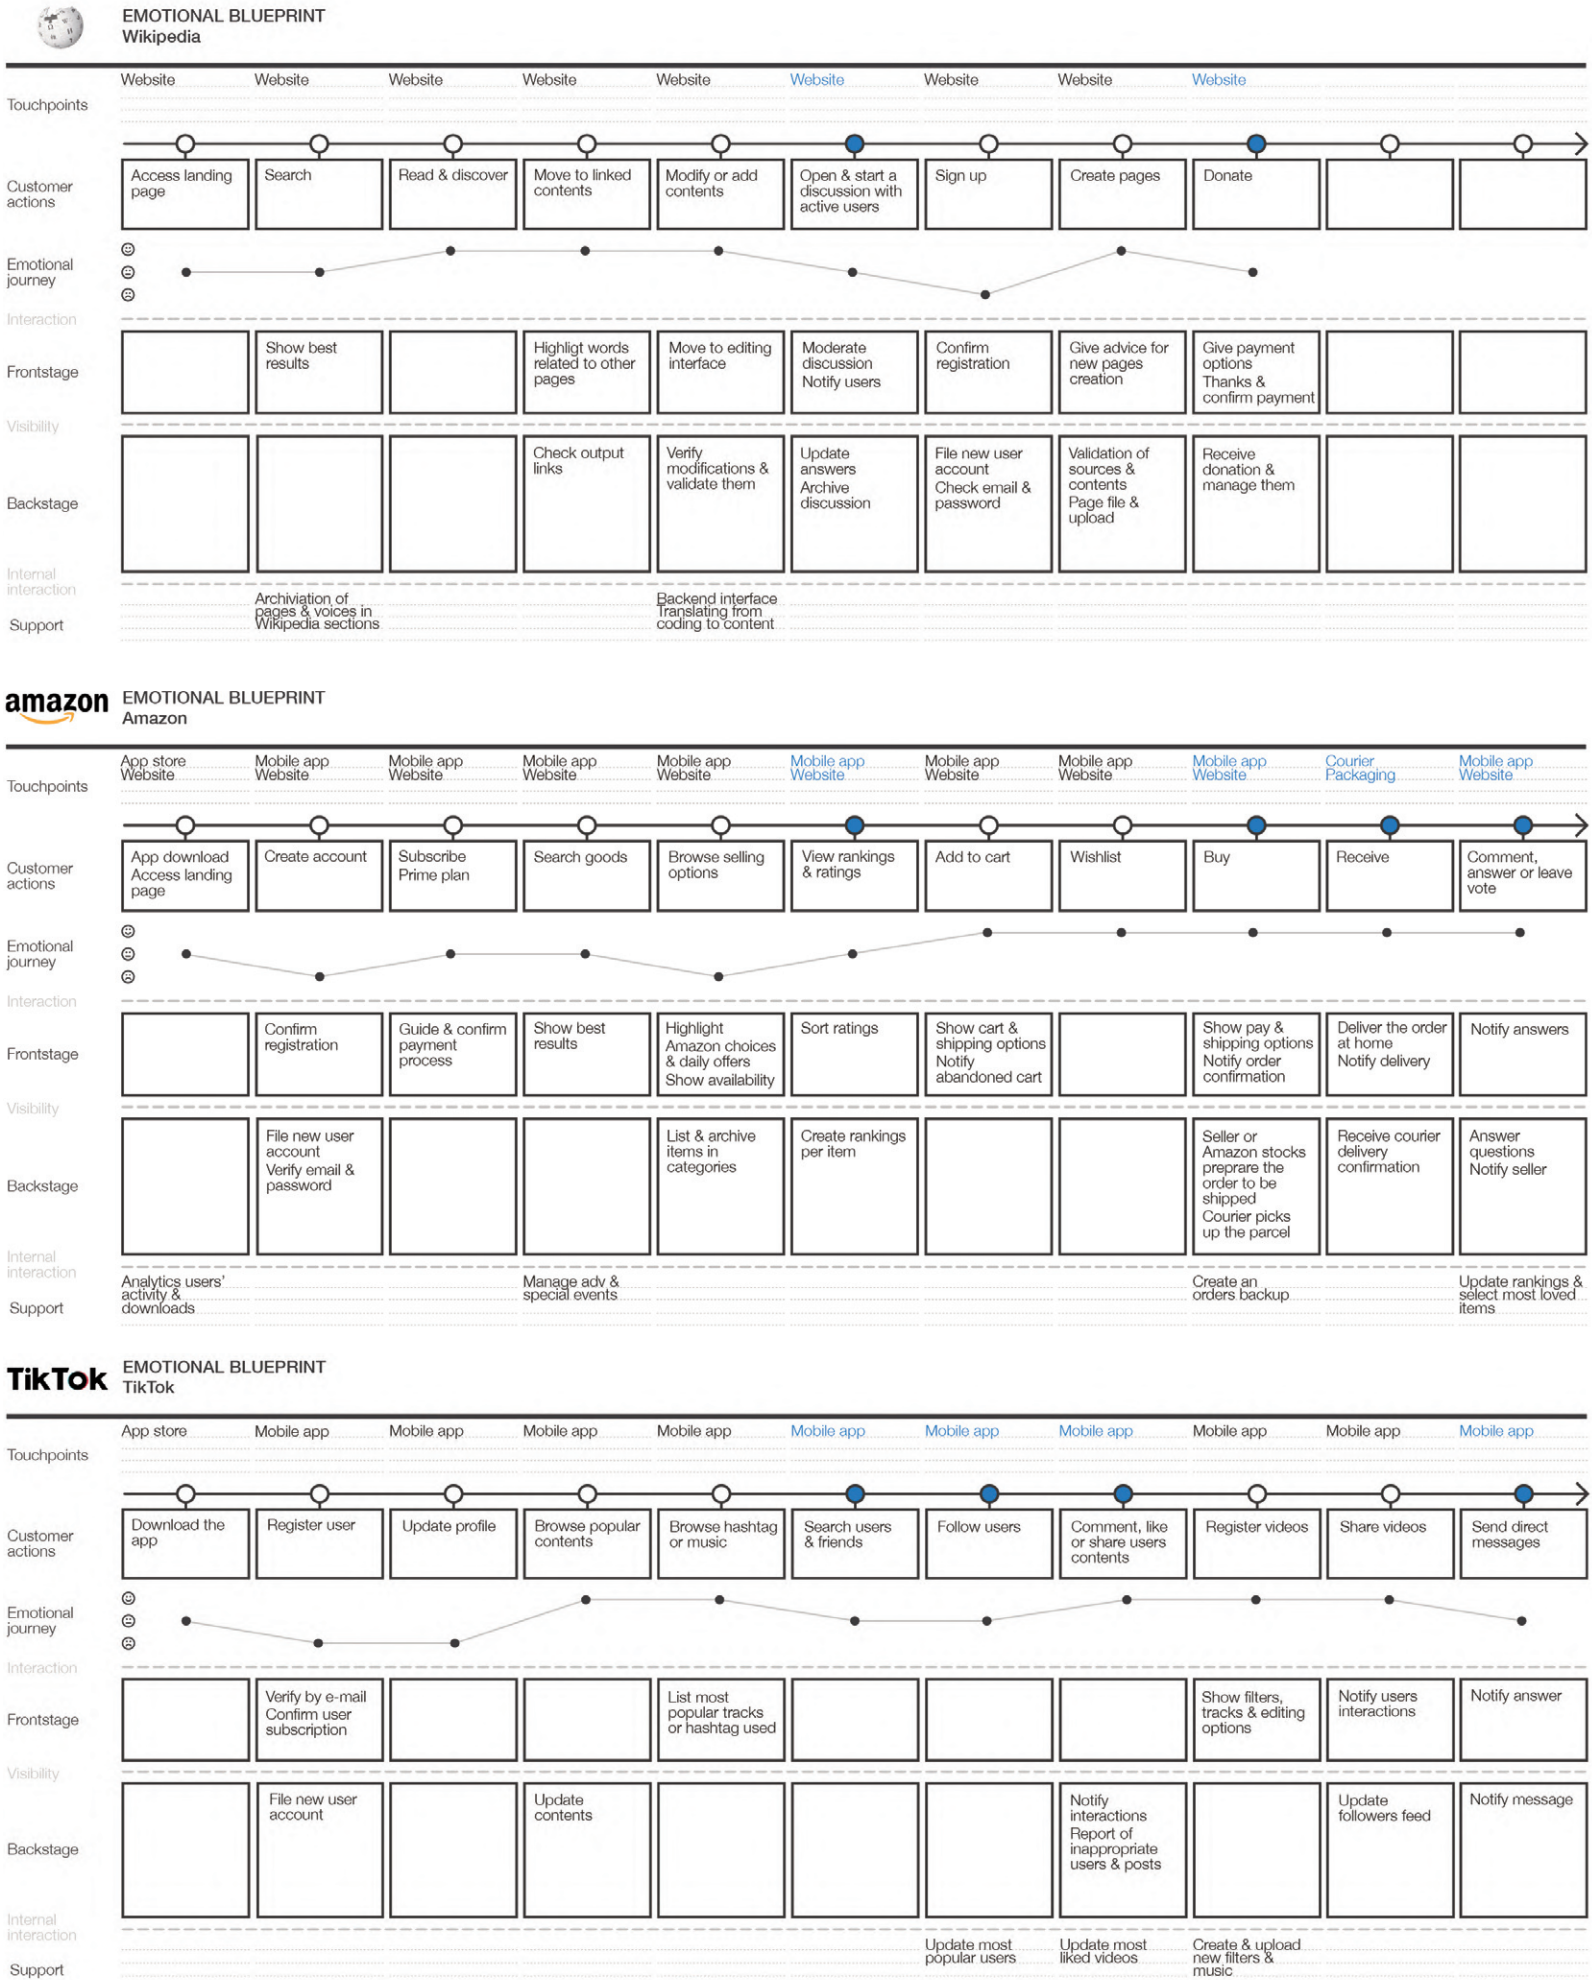 EMOTIONAL BLUEPRINT
Wikipedia
Touchpoints
Website
Website
Website
Website
Website
Website
Website
Website
Website
Customer
actions
Access landing
page
Search
Read & discover
Move to linked
contents
Modify or add
contents
Open & start a
discussion with
active users
Sign up
Create pages
Donate
Emotional
journey
Interaction
Frontstage
Show best
results
Highligt words
related to other
pages
Move to editing
interface
Moderate
discussion
Notify users
Confirm
registration
Give advice for
new pages
creation
Give payment
options
Thanks &
confirm payment
Visibility
Backstage
Check output
links
Verify
modifications &
validate them
Update
answers
Archive
discussion
File new user
account
Check email &
password
Validation of
sources &
contents
Page file &
upload
Receive
donation &
manage them
Internal
interaction
Support
Archiviation of
pages & voices in
Wikipedia sections
Backend interface
Translating from
coding to content
amazon
EMOTIONAL BLUEPRINT
Amazon
Touchpoints
App store
Website
Mobile app
Website
Mobile app
Website
Mobile app
Website
Mobile app
Website
Mobile app
Website
Mobile app
Website
Mobile app
Website
Mobile app
Website
Courier
Packaging
Mobile app
Website
Customer
actions
App download
Access landing
page
Create account
Subscribe
Prime plan
Search goods
Browse selling
options
View rankings
& ratings
Add to cart
Wishlist
Buy
Receive
Comment,
answer or leave
vote
Emotional
journey
Interaction
Frontstage
Confirm
registration
Guide & confirm
payment
process
Show best
results
Highlight
Amazon choices
& daily offers
Show availability
Sort ratings
Show cart &
shipping options
Notify
abandoned cart
Show pay &
shipping options
Notify order
confirmation
Deliver the order
at home
Notify delivery
Notify answers
Visibility
Backstage
File new user
account
Verify email &
password
List & archive
items in
categories
Create rankings
per item
Seller or
Amazon stocks
preprare the
order to be
shipped
Courier picks
up the parcel
Receive courier
delivery
confirmation
Answer
questions
Notify seller
Internal
interaction
Support
Analytics users'
activity &
downloads
Manage adv &
special events
Create an
orders backup
Update rankings &
select most loved
items
TikTok
EMOTIONAL BLUEPRINT
TikTok
Touchpoints
App store
Mobile app
Mobile app
Mobile app
Mobile app
Mobile app
Mobile app
Mobile app
Mobile app
Mobile app
Mobile app
Customer
actions
Download the
app
Register user
Update profile
Browse popular
contents
Browse hashtag
or music
Search users
& friends
Follow users
Comment, like
or share users
contents
Register videos
Share videos
Send direct
messages
Emotional
journey
Interaction
Frontstage
Verify by e-mail
Confirm user
subscription
List most
popular tracks
or hashtag used
Show filters,
tracks & editing
options
Notify users
interactions
Notify answer
Visibility
Backstage
File new user
account
Update
contents
Notify
interactions
Report of
inappropriate
users & posts
Update
followers feed
Notify message
Internal
interaction
Support
Update most
popular users
Update most
liked videos
Create & upload
new filters &
music